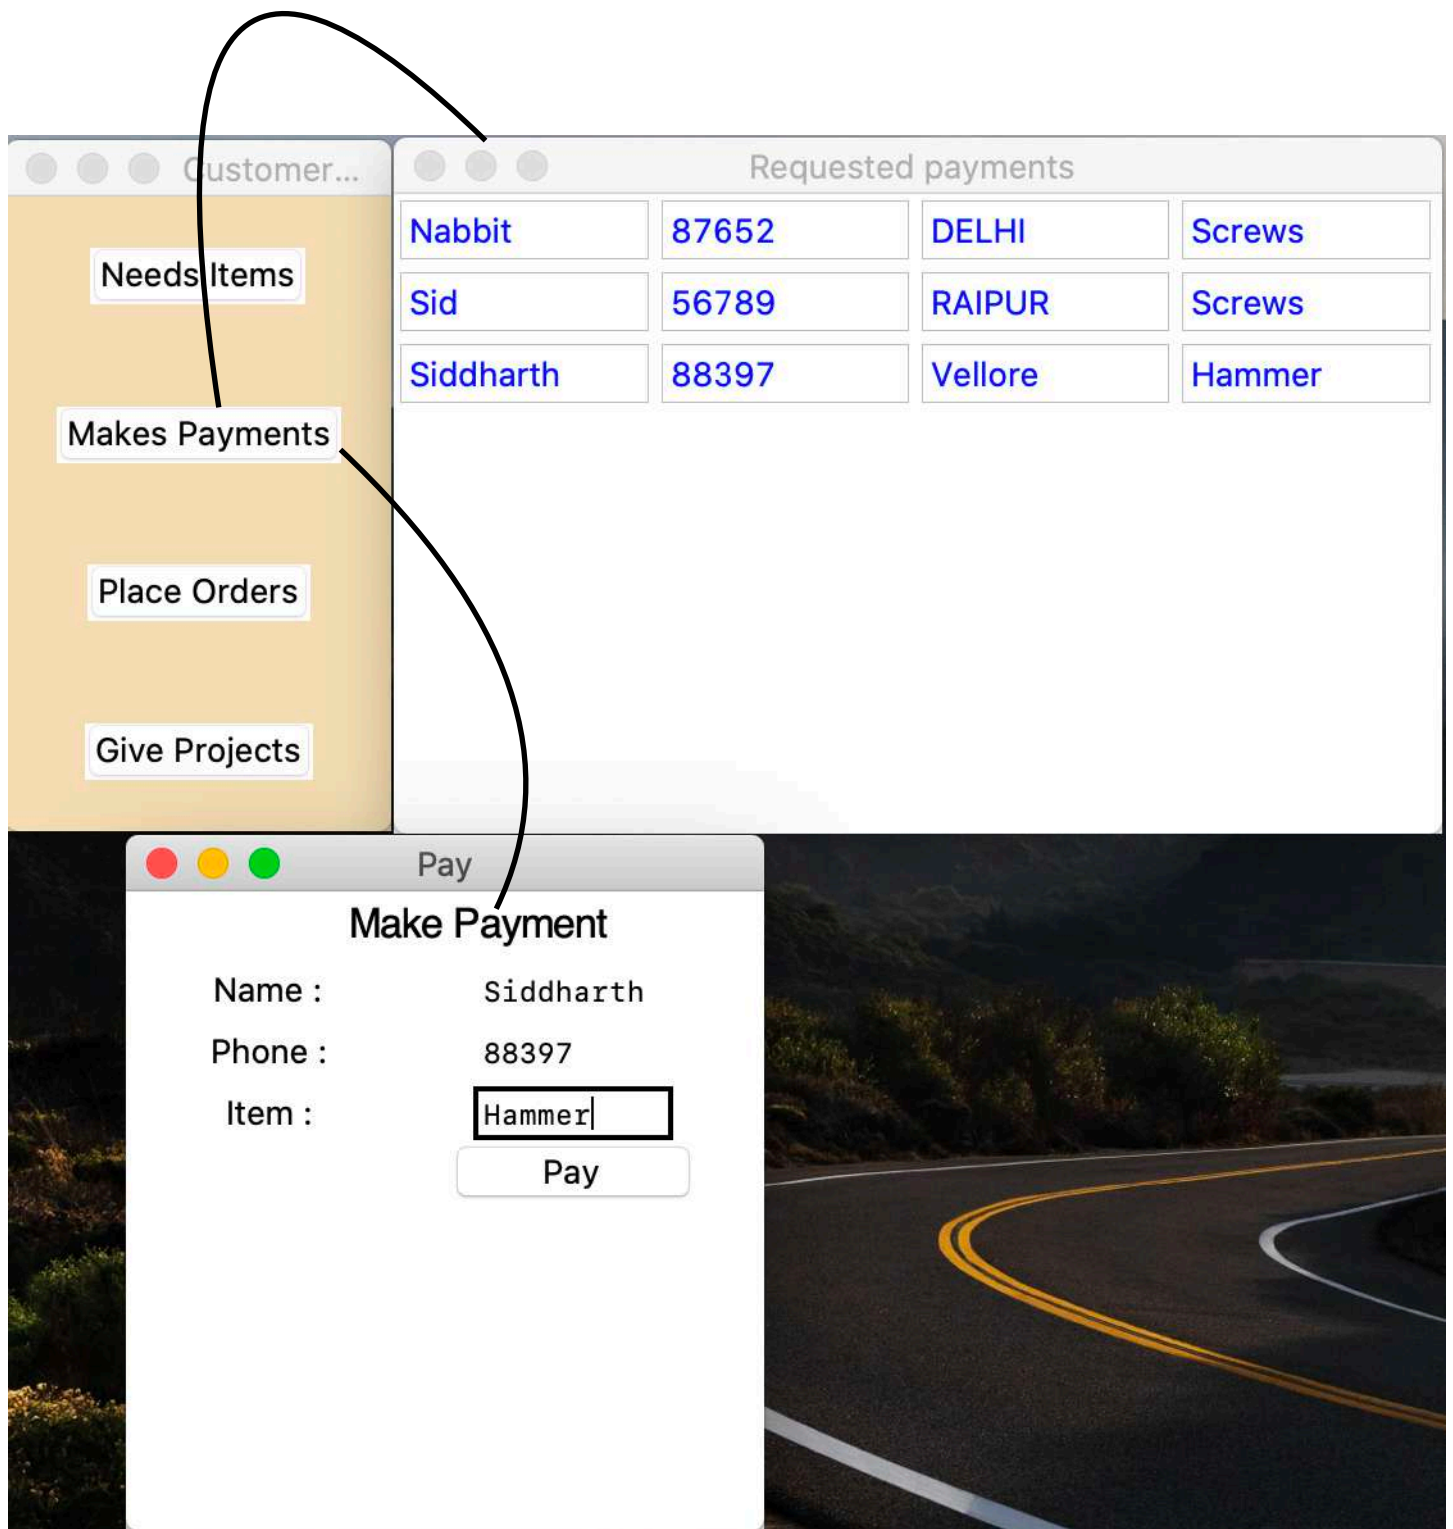 Customer...
Needs Items
Makes Payments
Place Orders
Give Projects
Requested payments
Nabbit 87652 DELHI Screws
Sid 56789 RAIPUR Screws
Siddharth 88397 Vellore Hammer
Pay
Make Payment
Name : Siddharth
Phone : 88397
Item : Hammer
Pay